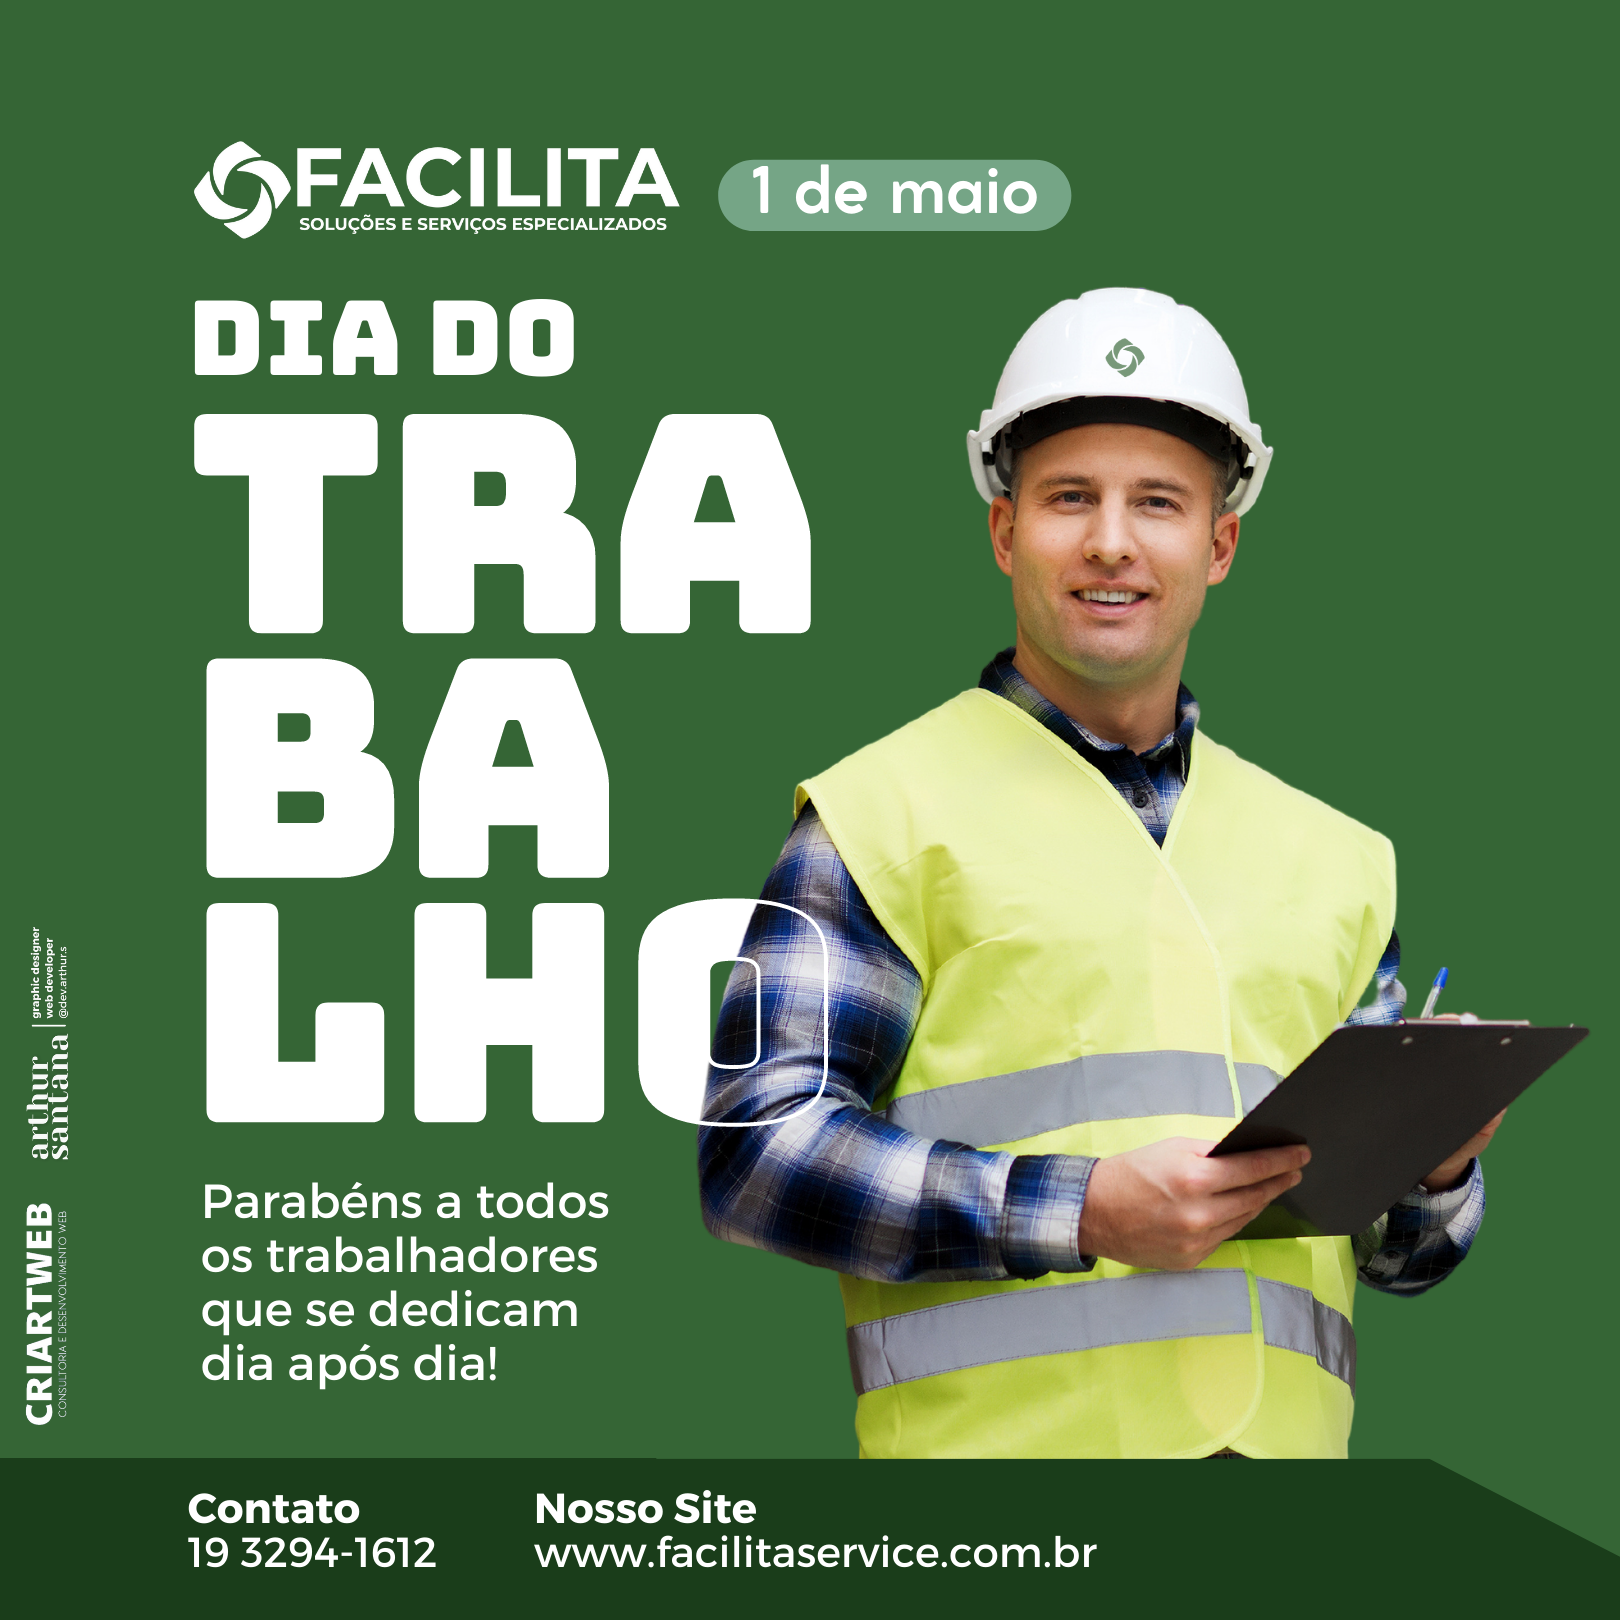 FACILITA
SOLUÇÕES E SERVIÇOS ESPECIALIZADOS
1 de maio
DIA DO
TRA
BA
LHO
Parabéns a todos
os trabalhadores
que se dedicam
dia após dia!
Contato
19 3294-1612
Nosso Site
www.facilitaservice.com.br
CRIARTWEB
CONSULTORIA E DESENVOLVIMENTO WEB
arthur
santana
graphic designer
web developer
@dev.arthur.s